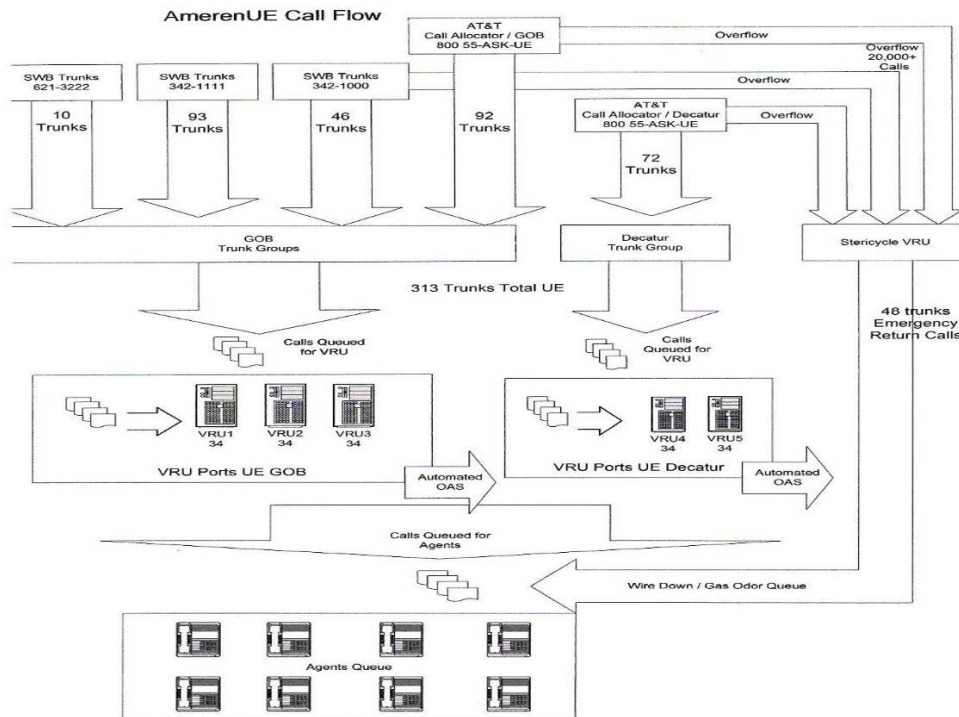 AmerenUE Call Flow
AT&T
Call Allocator / GOB
800 55-ASK-UE
Overflow
Overflow
20,000+
Calls
SWB Trunks
621-3222
SWB Trunks
342-1111
SWB Trunks
342-1000
Overflow
AT&T
Call Allocator / Decatur
800 55-ASK-UE
Overflow
10
Trunks
93
Trunks
46
Trunks
92
Trunks
72
Trunks
GOB
Trunk Groups
Decatur
Trunk Group
Stericycle VRU
313 Trunks Total UE
48 trunks
Emergency
Return Calls
Calls Queued
for VRU
Calls
Queued for
VRU
VRU1
34
VRU2
34
VRU3
34
VRU4
34
VRU5
34
VRU Ports UE GOB
VRU Ports UE Decatur
Automated
OAS
Automated
OAS
Calls Queued for
Agents
Wire Down / Gas Odor Queue
Agents Queue